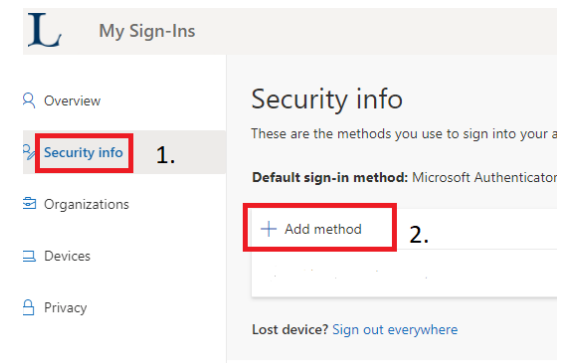 L My Sign-Ins
Overview
Security info 1.
Organizations
Devices
Privacy
Security info
These are the methods you use to sign into your a
Default sign-in method: Microsoft Authenticator
+ Add method 2.
Lost device? Sign out everywhere